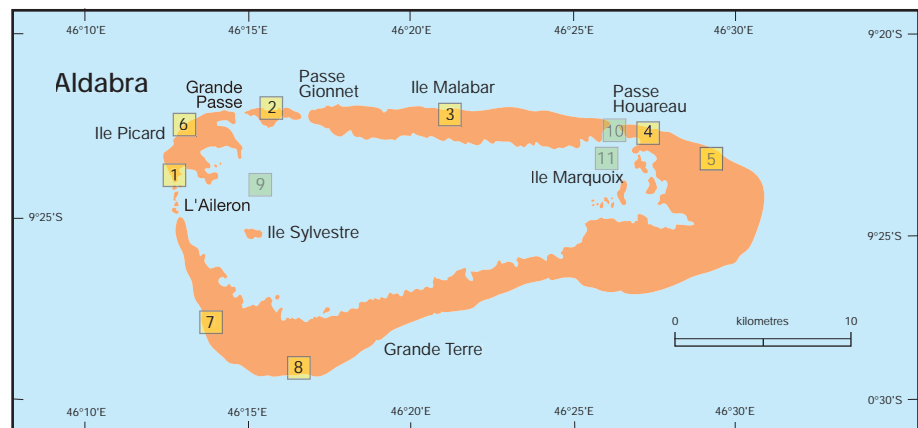 46°10'E 46°15'E 46°20'E 46°25'E 46°30'E
9°20'S
Aldabra
Grande
Passe
Passe
Gionnet
Ile Malabar
Passe
Houareau
2
3
6
10
4
Ile Picard
11
5
1
9
Ile Marquoix
L'Aileron
9°25'S
Ile Sylvestre
9°25'S
7
0 kilometres 10
Grande Terre
8
0°30'S
46°10'E 46°15'E 46°20'E 46°25'E 46°30'E